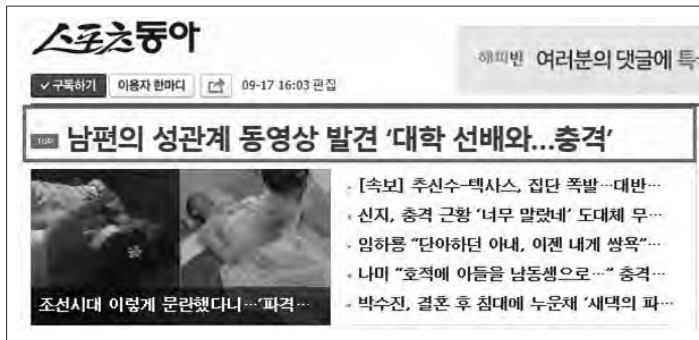 스포츠동아
✓구독하기 이용자 한마디 09-17 16:03 편집
해피빈 여러분의 댓글에 특
TOP 남편의 성관계 동영상 발견 ‘대학 선배와...충격’
조선시대 이렇게 문란했다니…‘파격…
· [속보] 추신수-텍사스, 집단 폭발…대반…
· 신지, 충격 근황 ‘너무 말랐네’ 도대체 무…
· 임하룡 “단아하던 아내, 이젠 내게 쌍욕”…
· 나미 “호적에 아들을 남동생으로…” 충격…
· 박수진, 결혼 후 침대에 누운채 ‘새댁의 파…